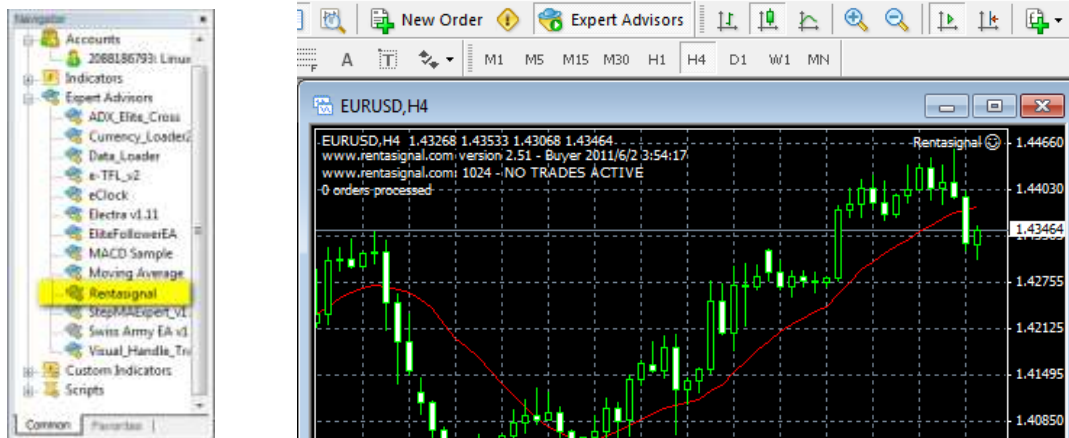 Navigator
Accounts
2088186793: Linux
Indicators
Expert Advisors
ADX_Elite_Cross
Currency_Loader2
Data_Loader
e-TFL_v2
eClock
Electra v1.11
EliteFollowerEA
MACD Sample
Moving Average
Rentasignal
StepMAExpert_v1
Swiss Army EA v1
Visual_Handle_Tr
Custom Indicators
Scripts
Common Favorites
New Order Expert Advisors
F A T M1 M5 M15 M30 H1 H4 D1 W1 MN
EURUSD,H4
EURUSD,H4 1.43268 1.43533 1.43068 1.43464
Rentasignal
www.rentasignal.com version 2.51 - Buyer 2011/6/2 3:54:17
www.rentasignal.com: 1024 - NO TRADES ACTIVE
0 orders processed
1.44660
1.44030
1.43464
1.42755
1.42125
1.41495
1.40850